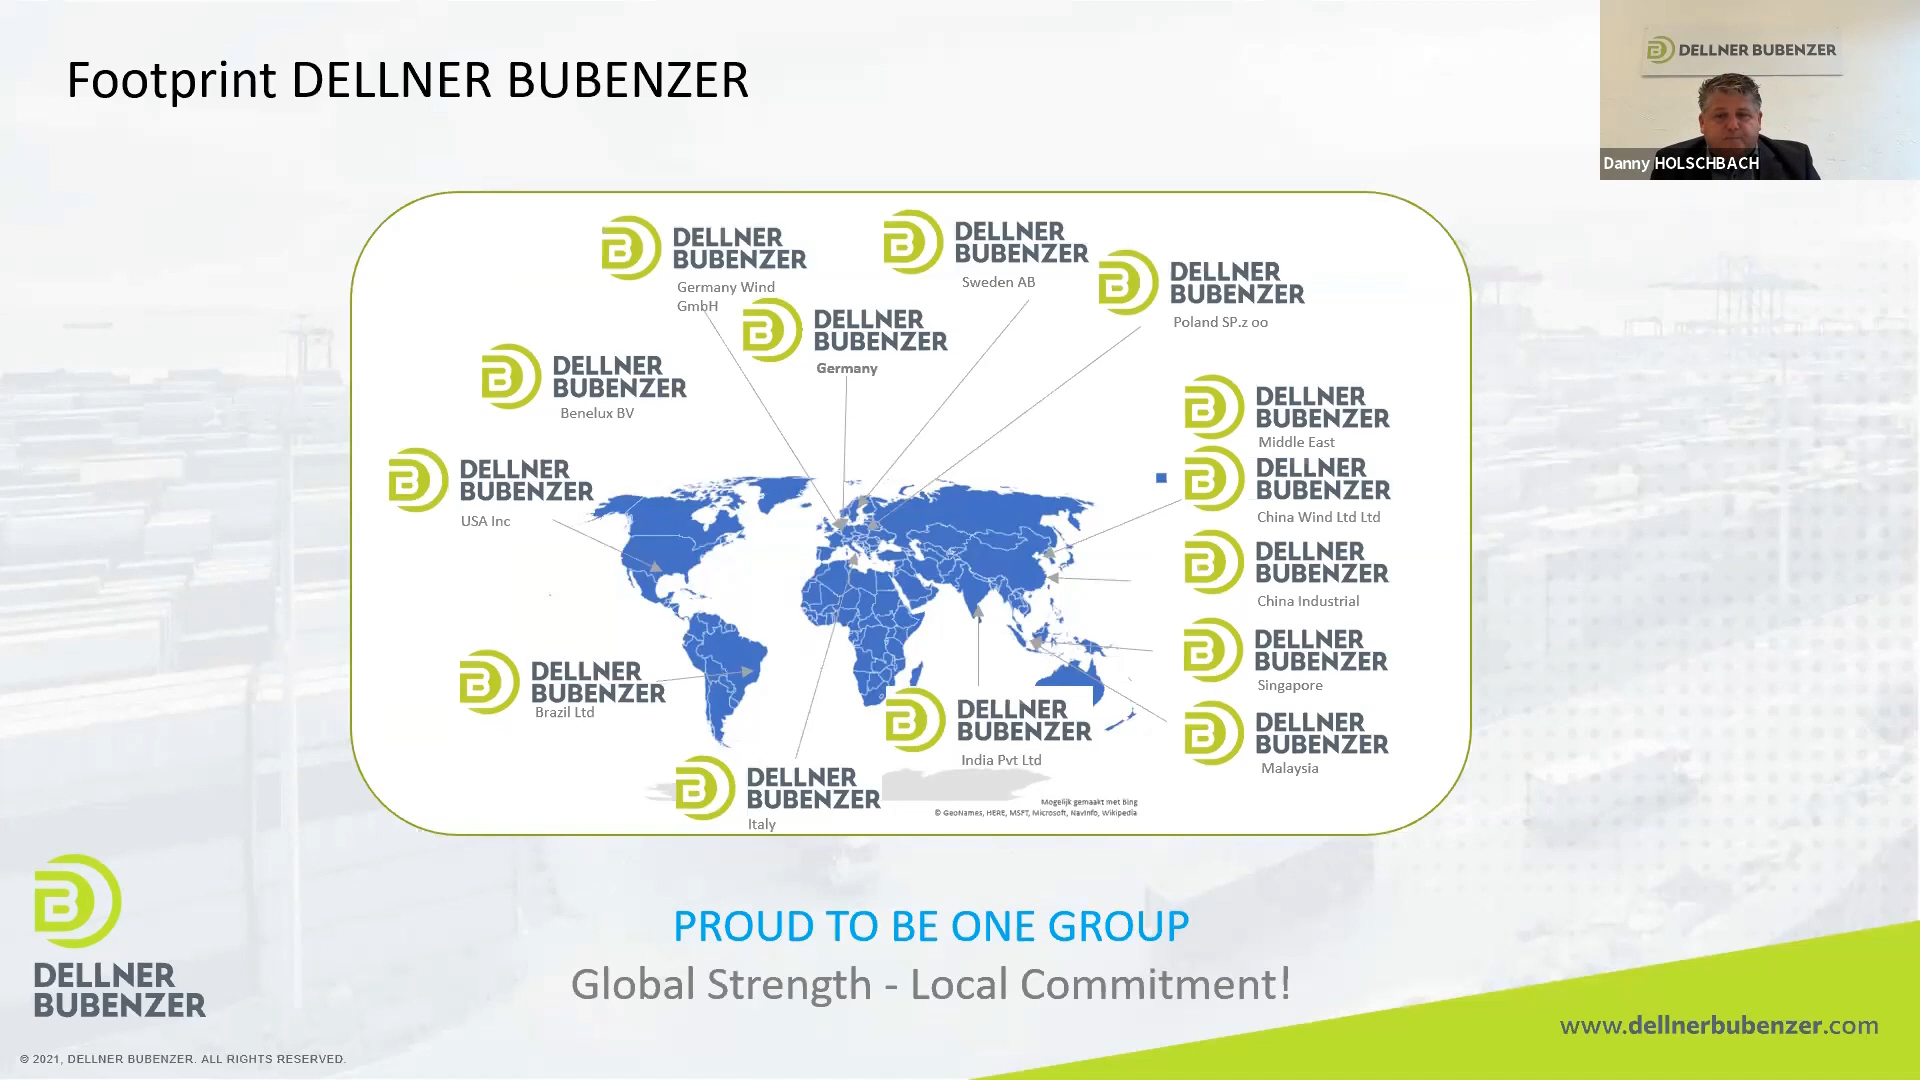 Footprint DELLNER BUBENZER
DELLNER BUBENZER
Danny HOLSCHBACH
DELLNER
BUBENZER
Germany Wind
GmbH
DELLNER
BUBENZER
Sweden AB
DELLNER
BUBENZER
Poland SP.z oo
DELLNER
BUBENZER
Germany
DELLNER
BUBENZER
Benelux BV
DELLNER
BUBENZER
Middle East
DELLNER
BUBENZER
USA Inc
DELLNER
BUBENZER
China Wind Ltd Ltd
DELLNER
BUBENZER
China Industrial
DELLNER
BUBENZER
Singapore
DELLNER
BUBENZER
Brazil Ltd
DELLNER
BUBENZER
India Pvt Ltd
DELLNER
BUBENZER
Malaysia
DELLNER
BUBENZER
Italy
Mogelijk gemaakt met Bing
© GeoNames, HERE, MSFT, Microsoft, NavInfo, Wikipedia
PROUD TO BE ONE GROUP
Global Strength - Local Commitment!
DELLNER
BUBENZER
www.dellnerbubenzer.com
© 2021, DELLNER BUBENZER. ALL RIGHTS RESERVED.